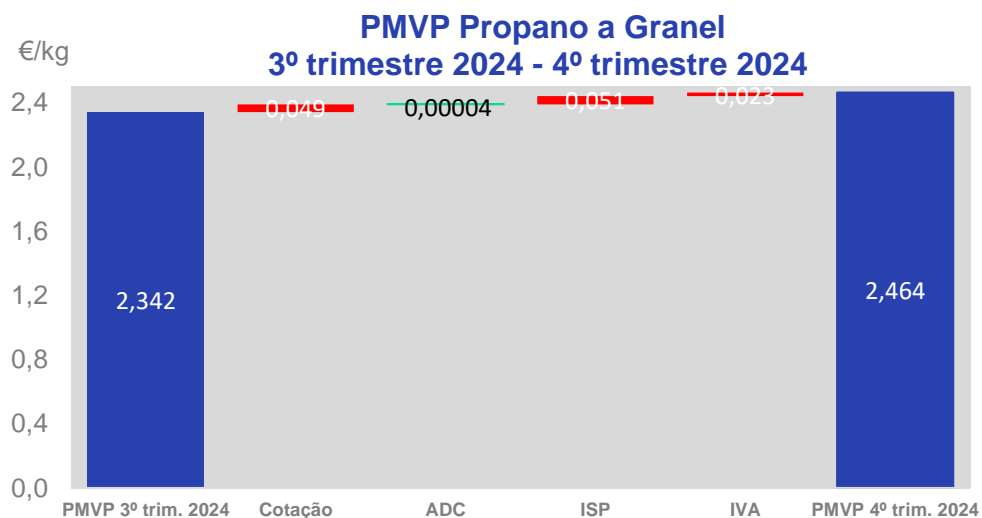 PMVP Propano a Granel
3º trimestre 2024 - 4º trimestre 2024
€/kg
2,4
2,0
1,6
1,2
0,8
0,4
0,0
2,342
0,049
0,00004
0,051
0,023
2,464
PMVP 3º trim. 2024
Cotação
ADC
ISP
IVA
PMVP 4º trim. 2024